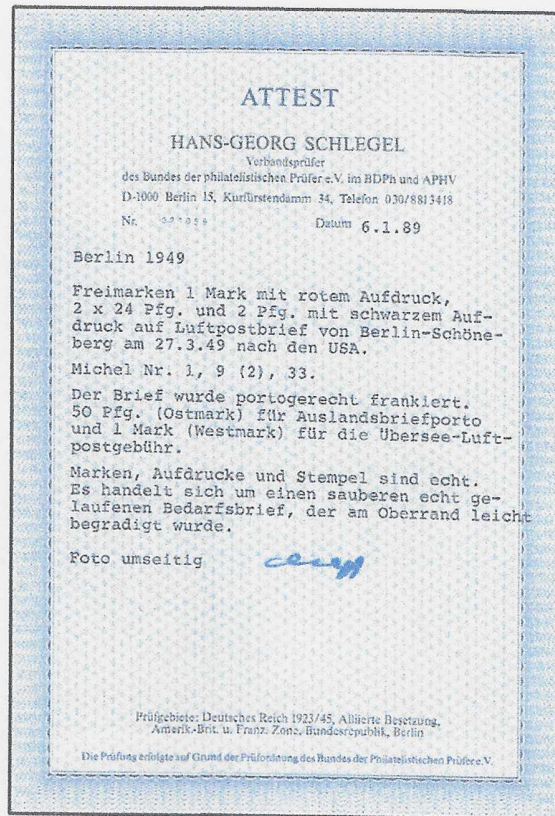 ATTEST
HANS-GEORG SCHLEGEL
Verbandsprüfer
des Bundes der philatelistischen Prüfer e.V. im BDPh und APHV
D-1000 Berlin 15, Kurfürstendamm 34, Telefon 030/8813418
Nr. Datum 6.1.89
Berlin 1949
Freimarken 1 Mark mit rotem Aufdruck,
2 x 24 Pfg. und 2 Pfg. mit schwarzem Auf-
druck auf Luftpostbrief von Berlin-Schöne-
berg am 27.3.49 nach den USA.
Michel Nr. 1, 9 (2), 33.
Der Brief wurde portogerecht frankiert.
50 Pfg. (Ostmark) für Auslandsbriefporto
und 1 Mark (Westmark) für die Übersee-Luft-
postgebühr.
Marken, Aufdrucke und Stempel sind echt.
Es handelt sich um einen sauberen echt ge-
laufenen Bedarfsbrief, der am Oberrand leicht
begradigt wurde.
Foto umseitig
Prüfgebiete: Deutsches Reich 1923/45, Alliierte Besetzung,
Amerik.-Brit. u. Franz. Zone, Bundesrepublik, Berlin
Die Prüfung erfolgte auf Grund der Prüfordnung des Bundes der Philatelistischen Prüfer e.V.